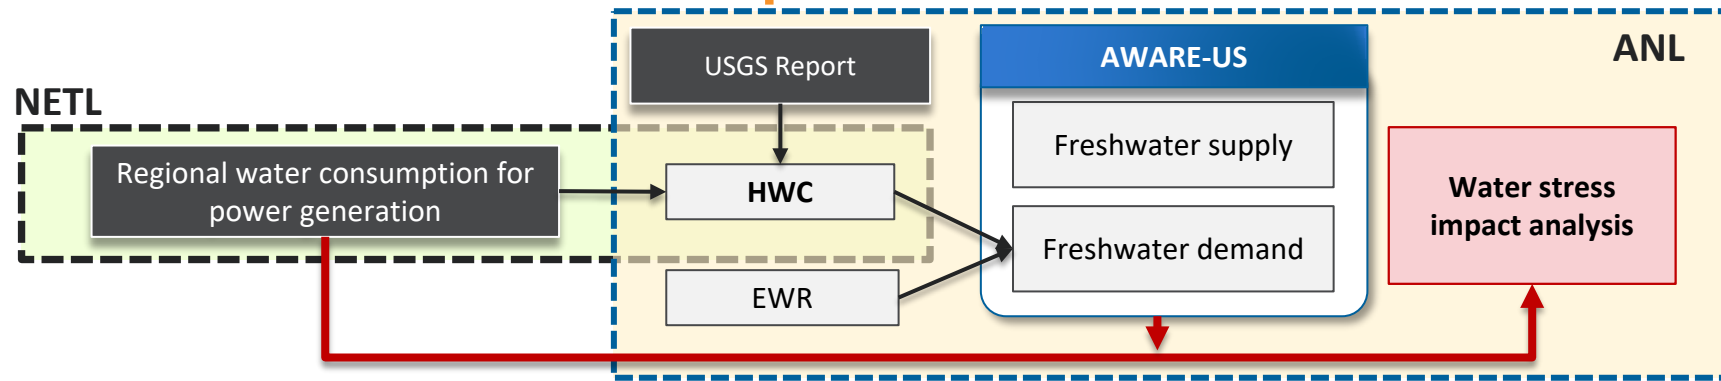 NETL
Regional water consumption for
power generation
USGS Report
HWC
EWR
AWARE-US
Freshwater supply
Freshwater demand
ANL
Water stress
impact analysis